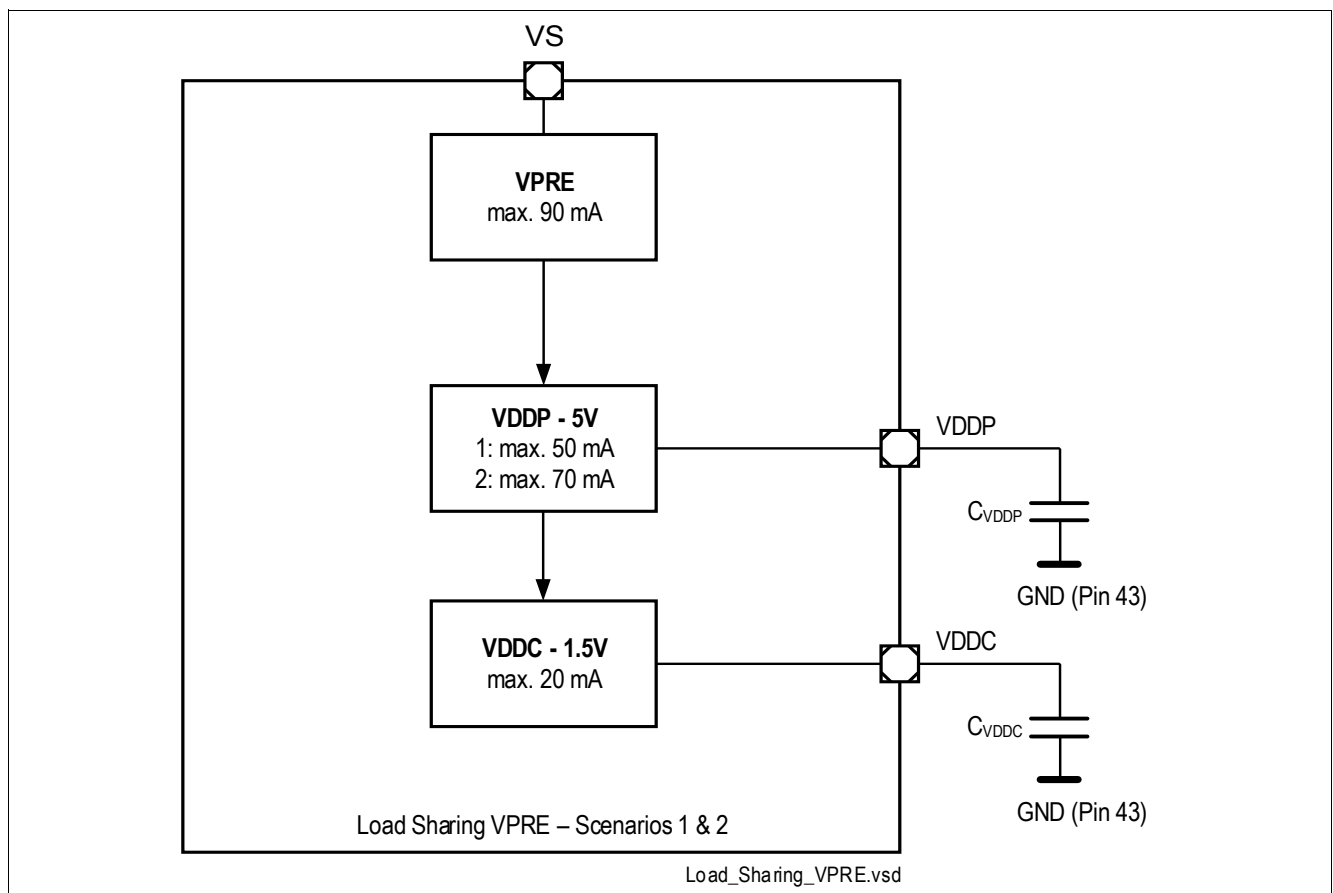 VS
VPRE
max. 90 mA
VDDP - 5V
1: max. 50 mA
2: max. 70 mA
VDDP
CVDDP
GND (Pin 43)
VDDC - 1.5V
max. 20 mA
VDDC
CVDDC
GND (Pin 43)
Load Sharing VPRE – Scenarios 1 & 2
Load_Sharing_VPRE.vsd